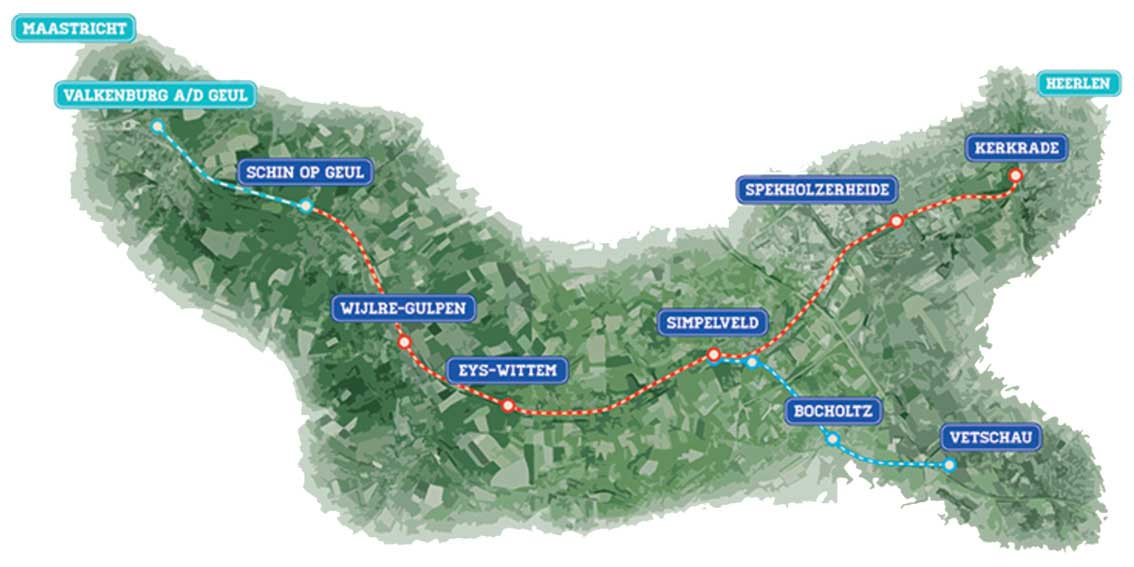 MAASTRICHT
VALKENBURG A/D GEUL
HEERLEN
KERKRADE
SCHIN OP GEUL
SPEKHOLZERHEIDE
WIJLRE-GULPEN
SIMPELVELD
EYS-WITTEM
BOCHOLTZ
VETSCHAU